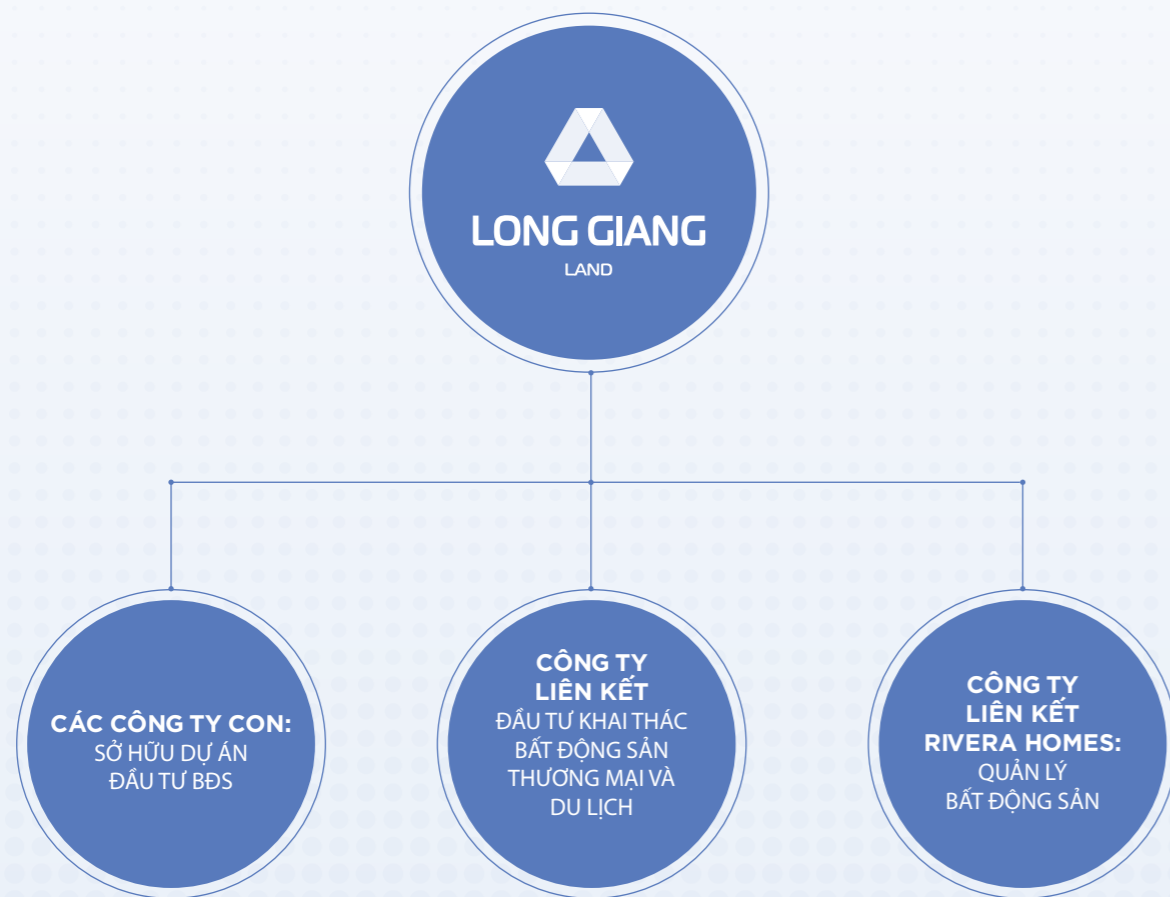 LONG GIANG
LAND
CÁC CÔNG TY CON:
SỞ HỮU DỰ ÁN
ĐẦU TƯ BĐS
CÔNG TY
LIÊN KẾT
ĐẦU TƯ KHAI THÁC
BẤT ĐỘNG SẢN
THƯƠNG MẠI VÀ
DU LỊCH
CÔNG TY
LIÊN KẾT
RIVERA HOMES:
QUẢN LÝ
BẤT ĐỘNG SẢN